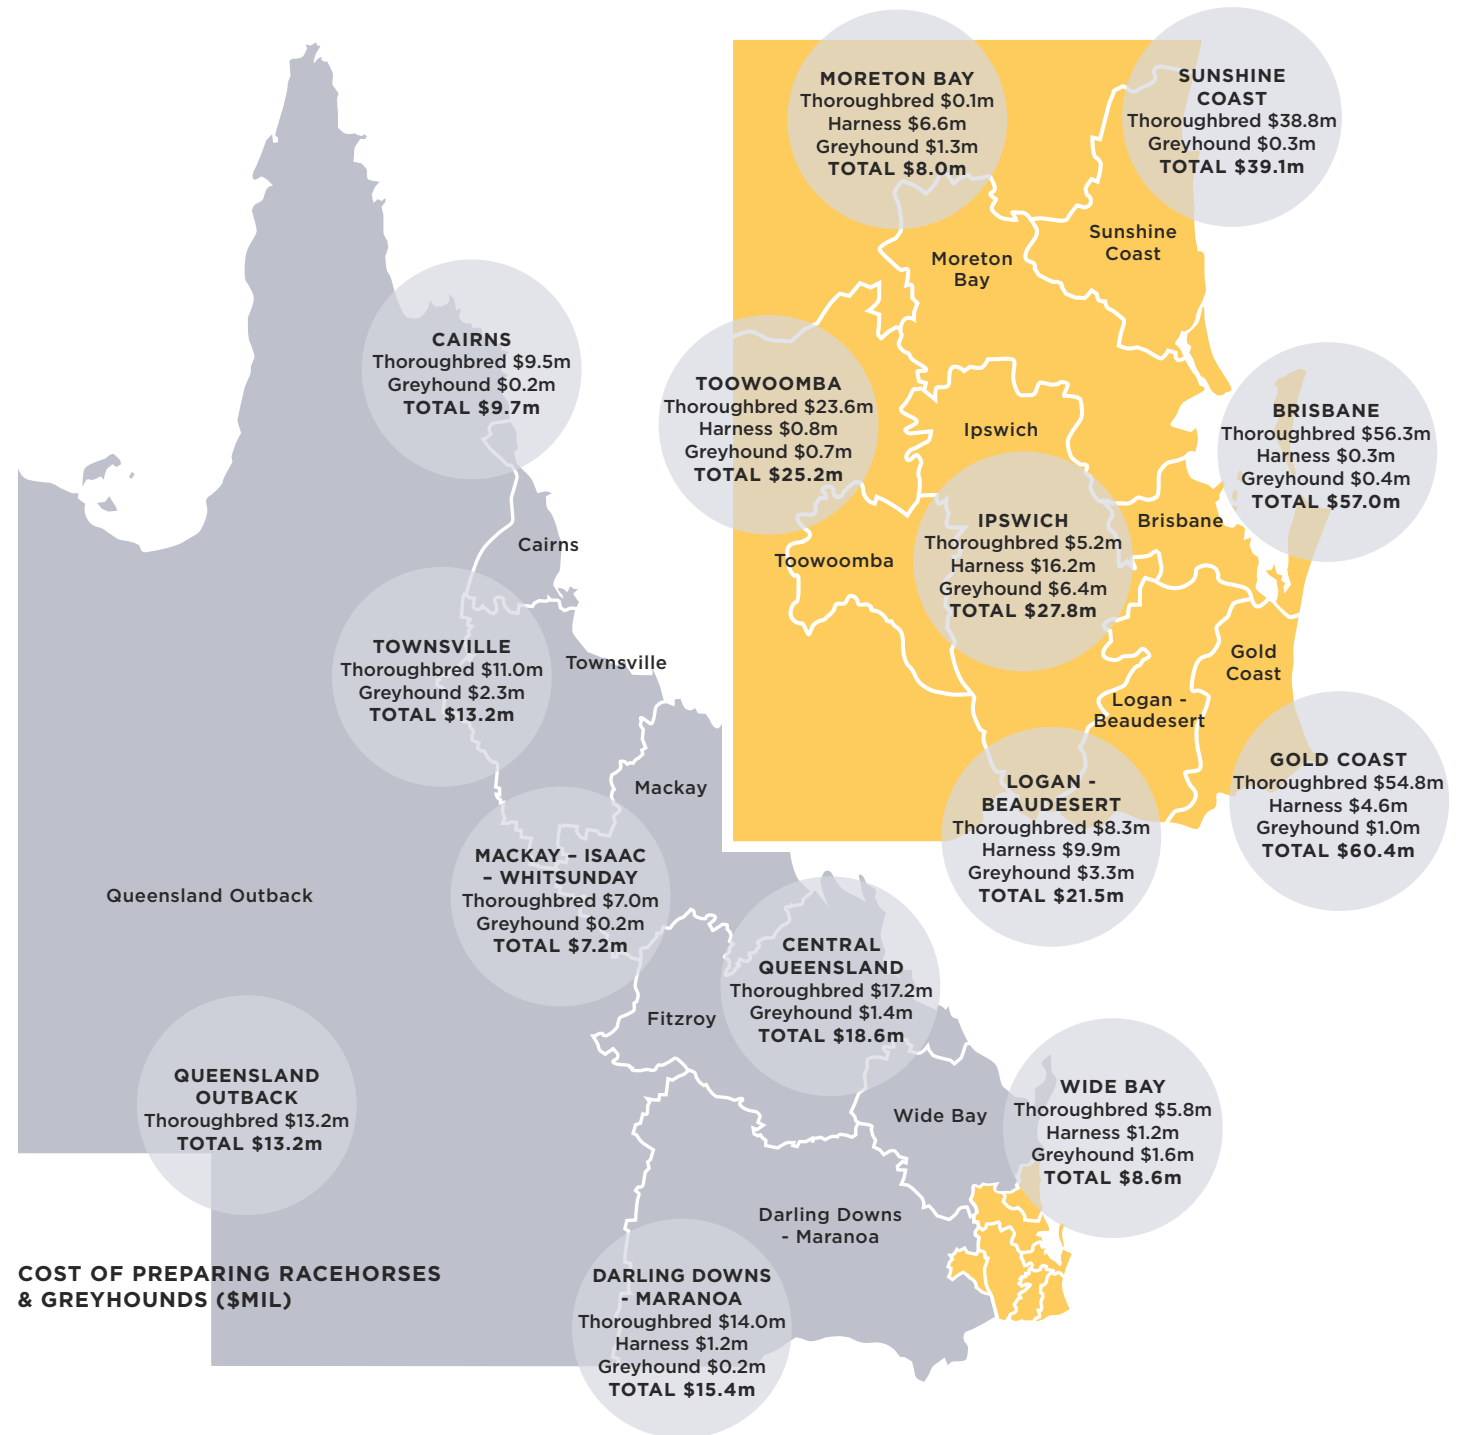 MORETON BAY
Thoroughbred $0.1m
Harness $6.6m
Greyhound $1.3m
TOTAL $8.0m
SUNSHINE
COAST
Thoroughbred $38.8m
Greyhound $0.3m
TOTAL $39.1m
Sunshine
Coast
Moreton
Bay
CAIRNS
Thoroughbred $9.5m
Greyhound $0.2m
TOTAL $9.7m
TOOWOOMBA
Thoroughbred $23.6m
Harness $0.8m
Greyhound $0.7m
TOTAL $25.2m
Ipswich
BRISBANE
Thoroughbred $56.3m
Harness $0.3m
Greyhound $0.4m
TOTAL $57.0m
IPSWICH
Thoroughbred $5.2m
Harness $16.2m
Greyhound $6.4m
TOTAL $27.8m
Brisbane
Cairns
Toowoomba
TOWNSVILLE
Thoroughbred $11.0m
Greyhound $2.3m
TOTAL $13.2m
Townsville
Gold
Coast
Logan -
Beaudesert
GOLD COAST
Thoroughbred $54.8m
Harness $4.6m
Greyhound $1.0m
TOTAL $60.4m
LOGAN -
BEAUDESERT
Thoroughbred $8.3m
Harness $9.9m
Greyhound $3.3m
TOTAL $21.5m
Mackay
MACKAY – ISAAC
– WHITSUNDAY
Thoroughbred $7.0m
Greyhound $0.2m
TOTAL $7.2m
Queensland Outback
CENTRAL
QUEENSLAND
Thoroughbred $17.2m
Greyhound $1.4m
TOTAL $18.6m
Fitzroy
QUEENSLAND
OUTBACK
Thoroughbred $13.2m
TOTAL $13.2m
Wide Bay
WIDE BAY
Thoroughbred $5.8m
Harness $1.2m
Greyhound $1.6m
TOTAL $8.6m
Darling Downs
- Maranoa
COST OF PREPARING RACEHORSES
& GREYHOUNDS ($MIL)
DARLING DOWNS
- MARANOA
Thoroughbred $14.0m
Harness $1.2m
Greyhound $0.2m
TOTAL $15.4m